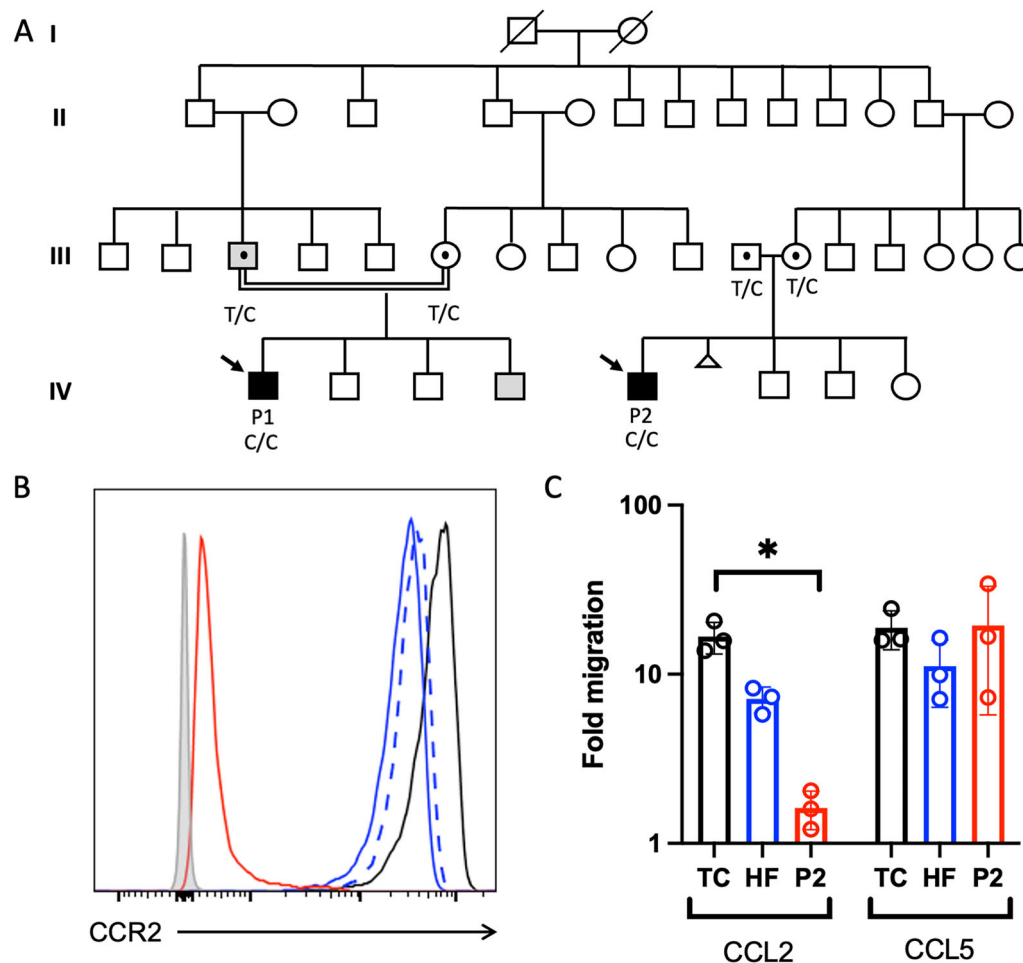 A
I
II
III
T/C
T/C
T/C
T/C
IV
P1
C/C
P2
C/C
B
CCR2
C
Fold migration
100
10
1
*
TC HF P2
TC HF P2
CCL2
CCL5